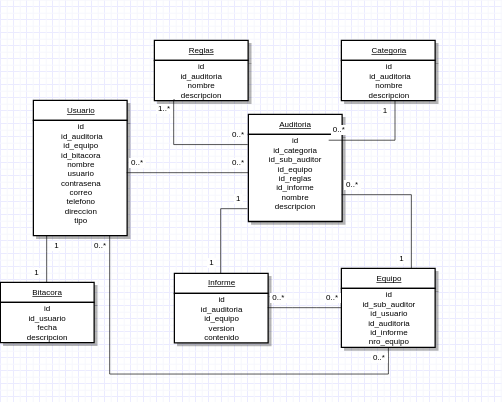 Reglas
id
id_auditoria
nombre
descripcion
1..*
Categoria
id
id_auditoria
nombre
descripcion
1
Usuario
id
id_auditoria
id_equipo
id_bitacora
nombre
usuario
contrasena
correo
telefono
direccion
tipo
0..*
1
0..*
Auditoria
id
id_categoria
id_sub_auditor
id_equipo
id_reglas
id_informe
nombre
descripcion
0..*
0..*
0..*
0..*
1
1
1
1
Bitacora
id
id_usuario
fecha
descripcion
Informe
id
id_auditoria
id_equipo
version
contenido
0..*
0..*
Equipo
id
id_sub_auditor
id_usuario
id_auditoria
id_informe
nro_equipo
0..*